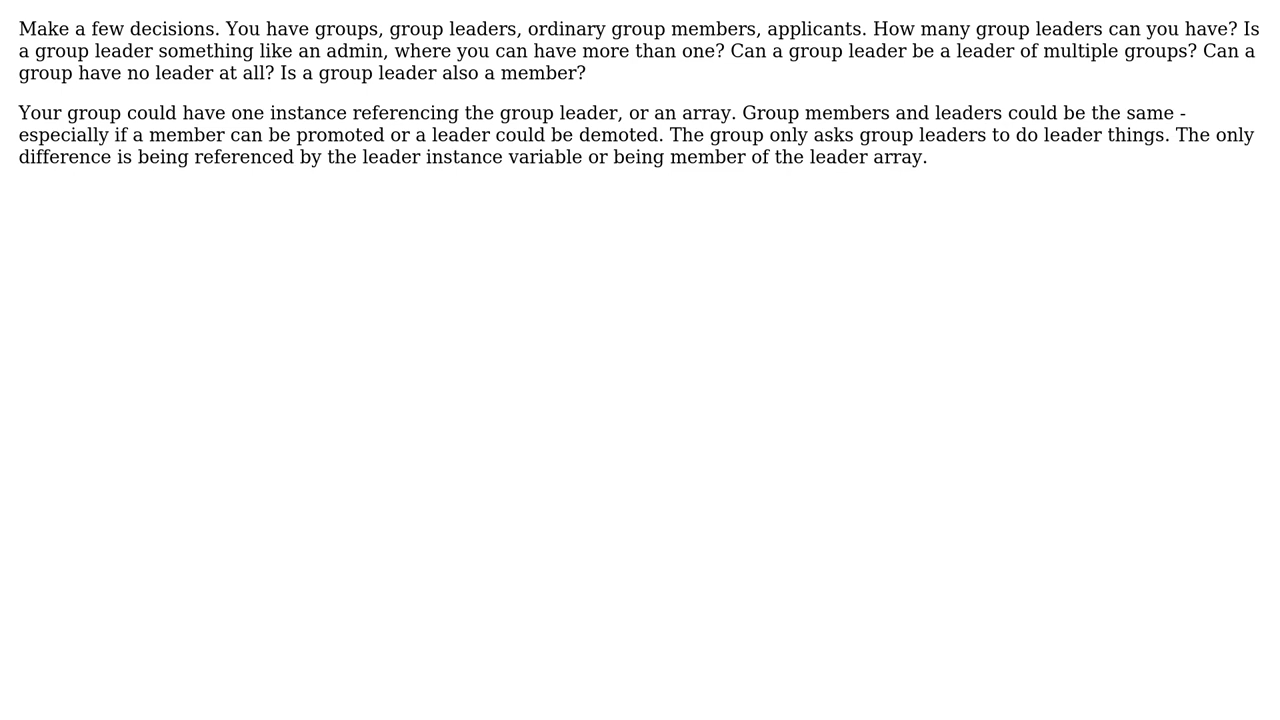 Make a few decisions. You have groups, group leaders, ordinary group members, applicants. How many group leaders can you have? Is
a group leader something like an admin, where you can have more than one? Can a group leader be a leader of multiple groups? Can a
group have no leader at all? Is a group leader also a member?
Your group could have one instance referencing the group leader, or an array. Group members and leaders could be the same -
especially if a member can be promoted or a leader could be demoted. The group only asks group leaders to do leader things. The only
difference is being referenced by the leader instance variable or being member of the leader array.